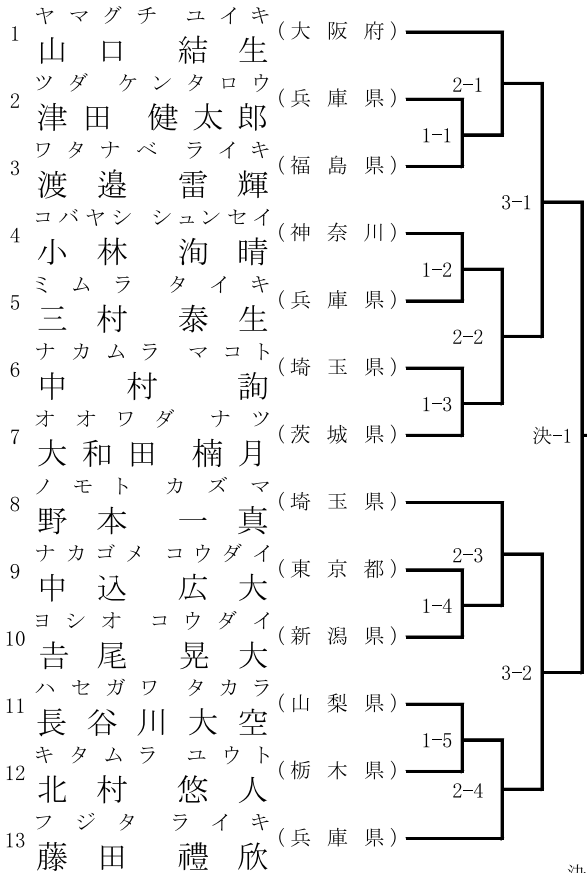 ヤマグチ ユイキ
1 山口 結生 (大阪府)
ツダ ケンタロウ
2 津田 健太郎 (兵庫県)
ワタナベ ライキ
3 渡邉 雷輝 (福島県)
コバヤシ シュンセイ
4 小林 洵晴 (神奈川)
ミムラ タイキ
5 三村 泰生 (兵庫県)
ナカムラ マコト
6 中村 詢 (埼玉県)
オオワダ ナツ
7 大和田 楠月 (茨城県)
ノモト カズマ
8 野本 一真 (埼玉県)
ナカゴメ コウダイ
9 中込 広大 (東京都)
ヨシオ コウダイ
10 𠮷尾 晃大 (新潟県)
ハセガワ タカラ
11 長谷川 大空 (山梨県)
キタムラ ユウト
12 北村 悠人 (栃木県)
フジタ ライキ
13 藤田 禮欣 (兵庫県)
2-1
1-1
3-1
1-2
2-2
1-3
決-1
2-3
1-4
3-2
1-5
2-4